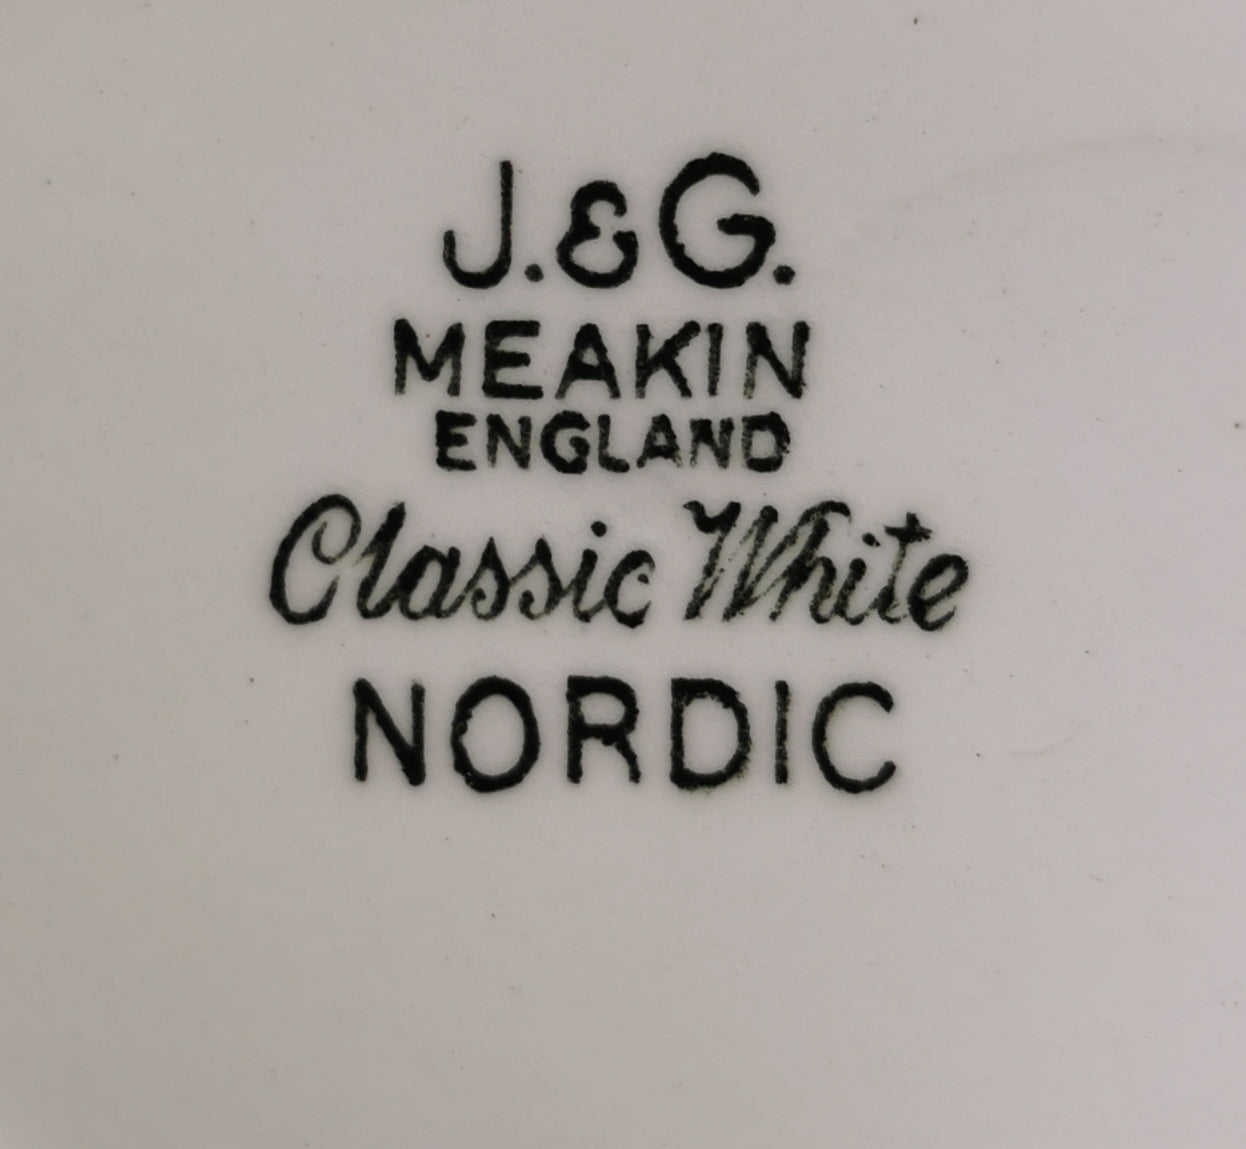 J.&G.
MEAKIN
ENGLAND
Classic White
NORDIC